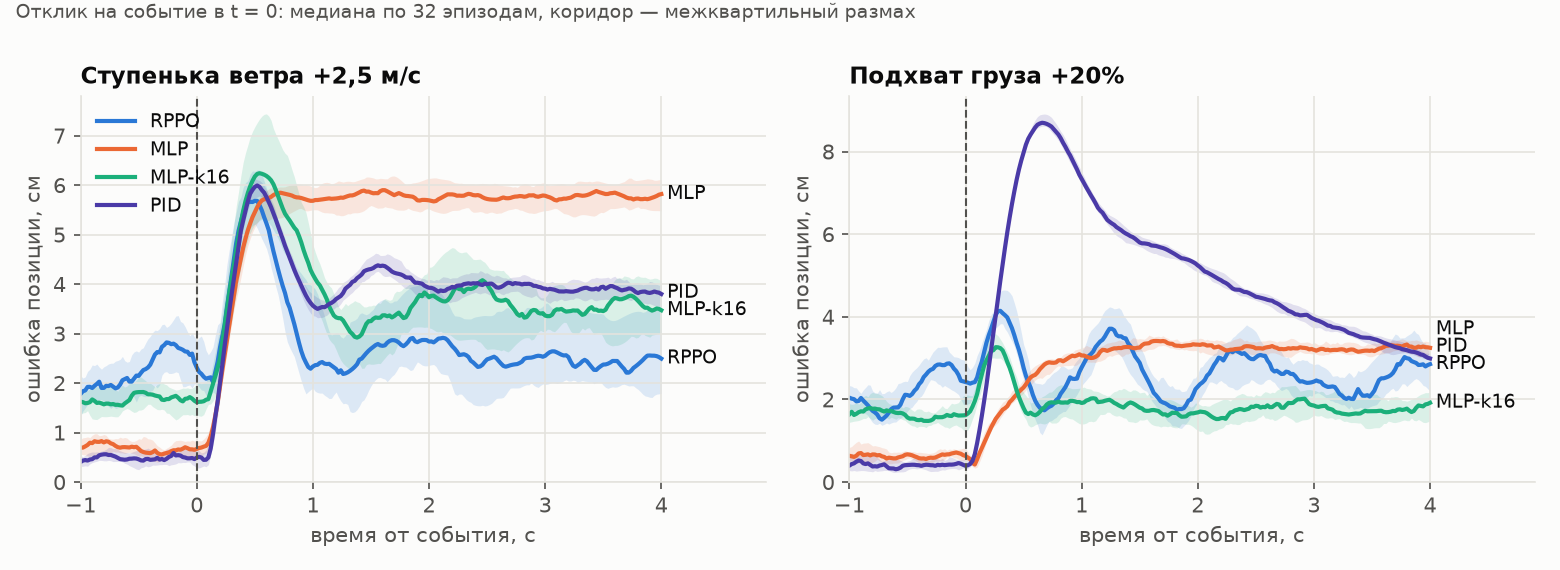 Отклик на событие в t = 0: медиана по 32 эпизодам, коридор — межквартильный размах
Ступенька ветра +2,5 м/с
RPPO
MLP
MLP-k16
PID
7
6
5
4
3
2
1
0
ошибка позиции, см
MLP
PID
MLP-k16
RPPO
−1
0
1
2
3
4
время от события, с
Подхват груза +20%
8
6
4
2
0
ошибка позиции, см
MLP
PID
RPPO
MLP-k16
−1
0
1
2
3
4
время от события, с